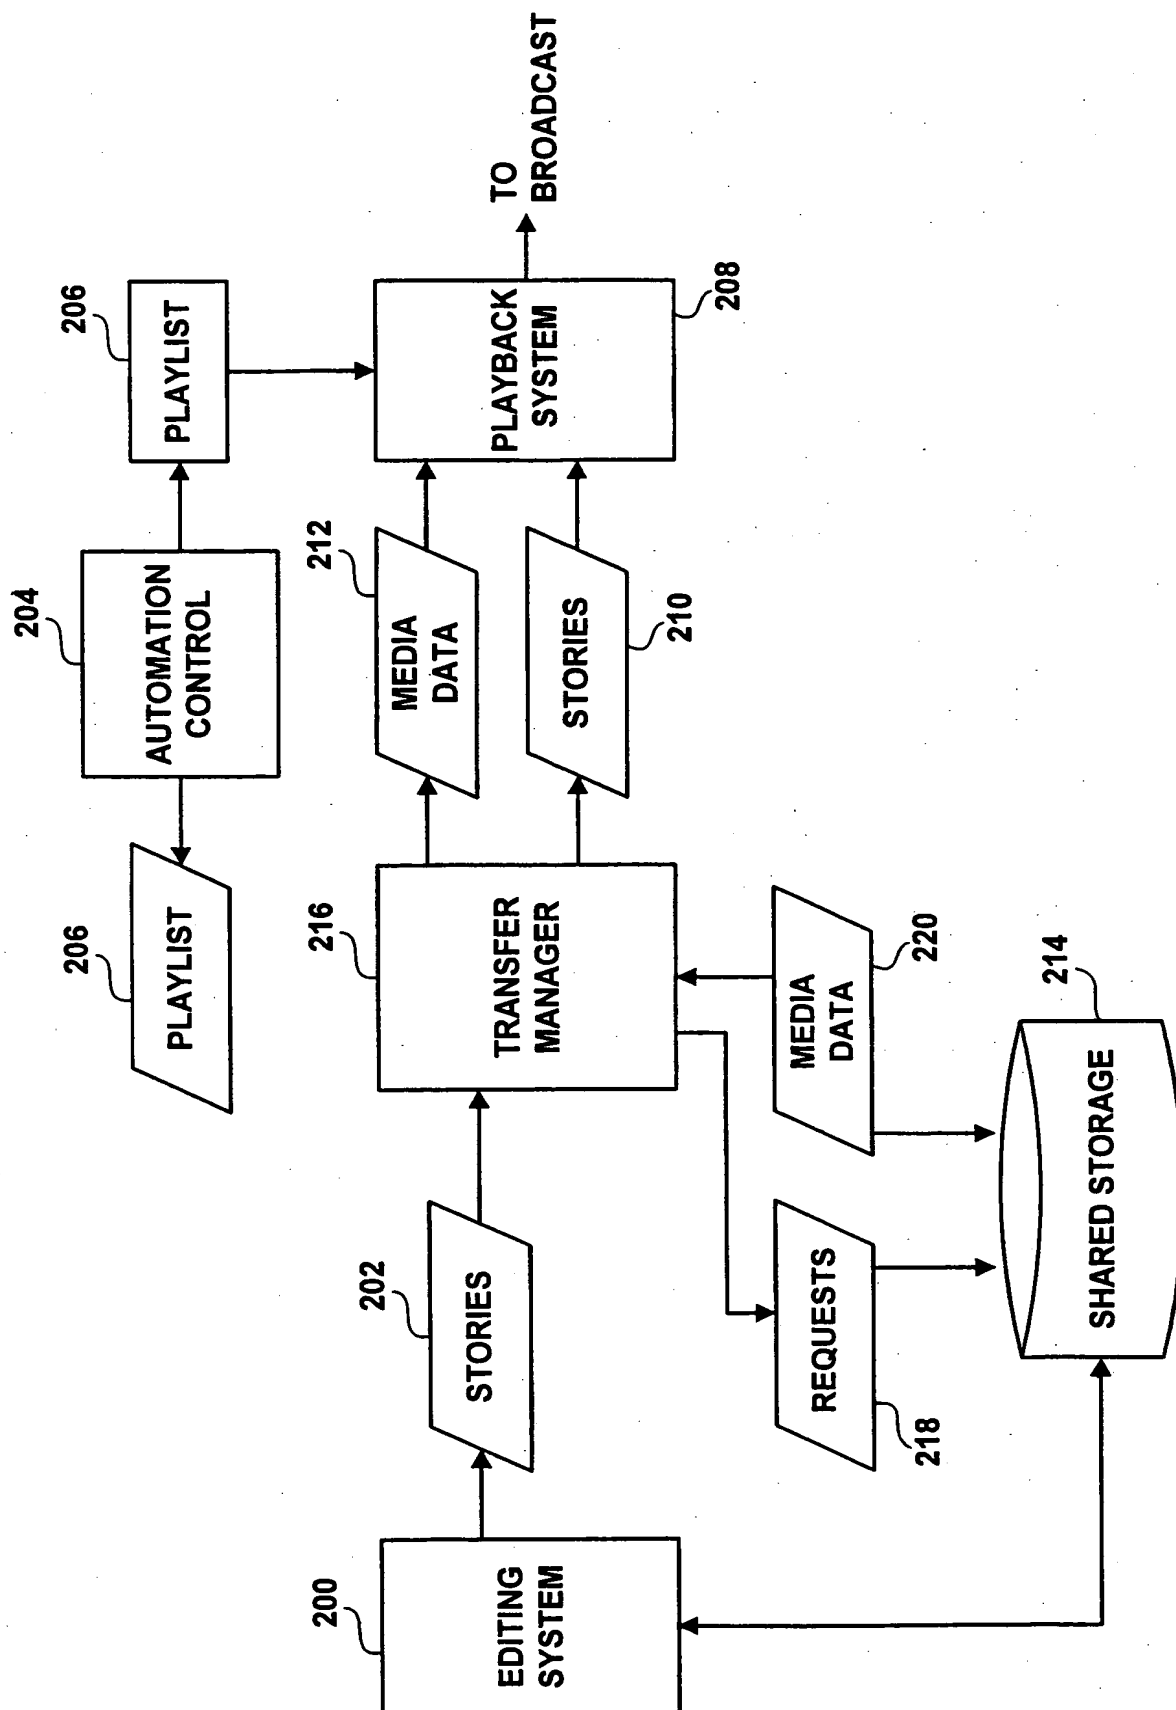 204
206
AUTOMATION
CONTROL
PLAYLIST
206
PLAYLIST
200
EDITING
SYSTEM
202
STORIES
216
TRANSFER
MANAGER
212
MEDIA
DATA
STORIES
210
PLAYBACK
SYSTEM
208
TO
BROADCAST
REQUESTS
218
MEDIA
DATA
220
214
SHARED STORAGE